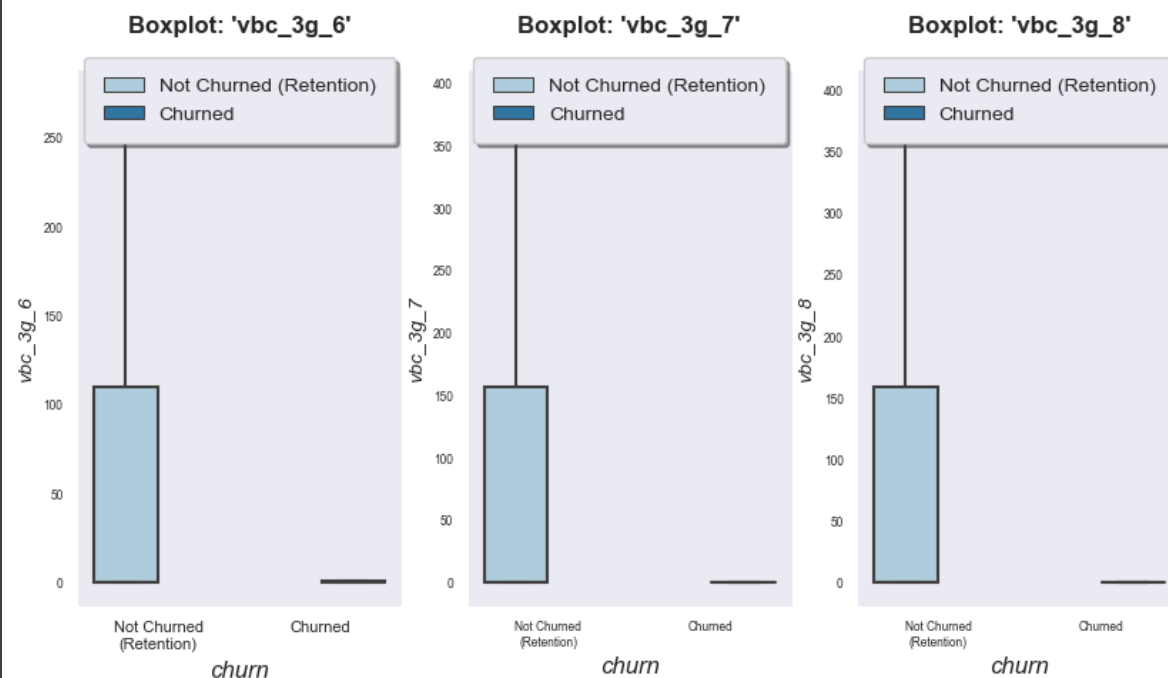 Boxplot: 'vbc_3g_6'
Not Churned (Retention)
Churned
250
200
150
100
50
0
vbc_3g_6
Not Churned
(Retention)
Churned
churn
Boxplot: 'vbc_3g_7'
Not Churned (Retention)
Churned
400
350
300
250
200
150
100
50
0
vbc_3g_7
Not Churned
(Retention)
Churned
churn
Boxplot: 'vbc_3g_8'
Not Churned (Retention)
Churned
400
350
300
250
200
150
100
50
0
vbc_3g_8
Not Churned
(Retention)
Churned
churn